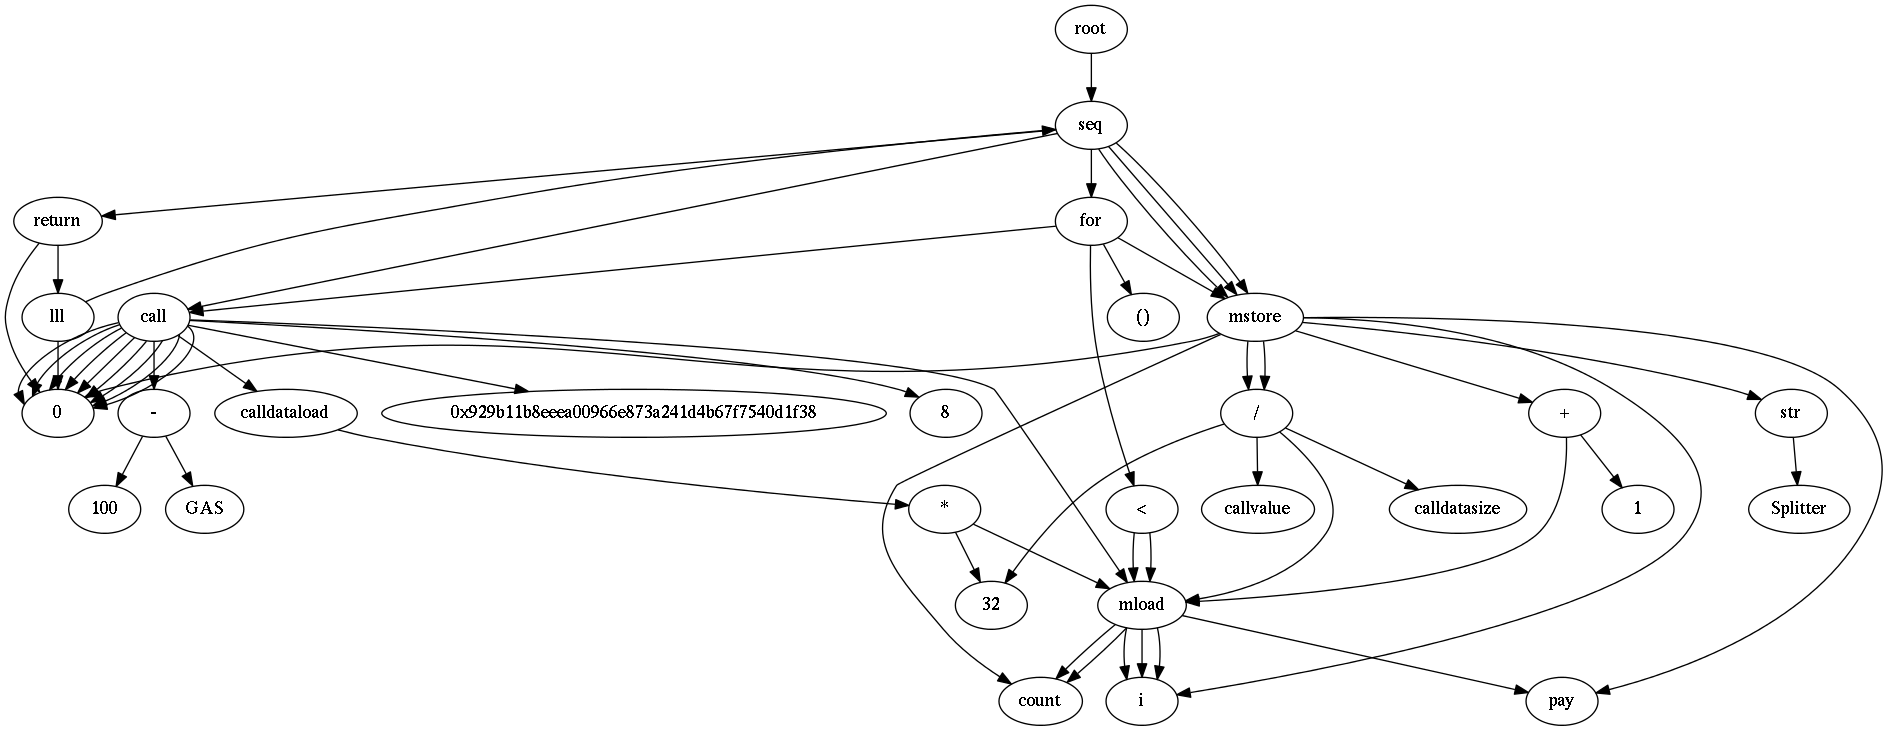 root
seq
return
for
lll
call
()
mstore
0
-
calldataload
0x929b11b8eeea00966e873a241d4b67f7540d1f38
8
/
+
str
100
GAS
*
<
callvalue
calldatasize
1
Splitter
32
mload
count
i
pay